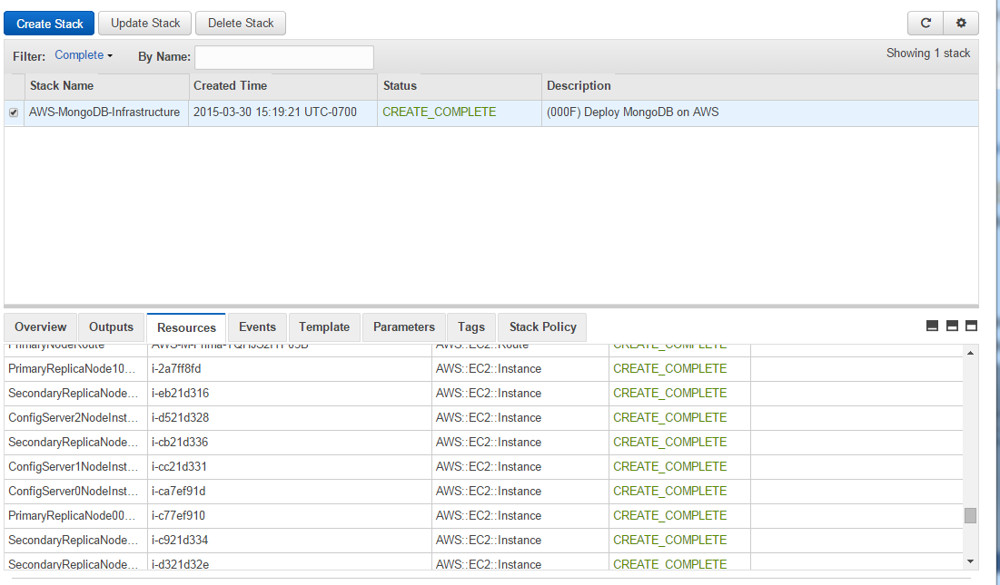 Create Stack Update Stack Delete Stack
Filter: Complete By Name: Showing 1 stack
Stack Name Created Time Status Description
AWS-MongoDB-Infrastructure 2015-03-30 15:19:21 UTC-0700 CREATE_COMPLETE (000F) Deploy MongoDB on AWS
Overview Outputs Resources Events Template Parameters Tags Stack Policy
PrimaryNodeRoute AWS::EC2::Route CREATE_COMPLETE
PrimaryReplicaNode10... i-2a7ff8fd AWS::EC2::Instance CREATE_COMPLETE
SecondaryReplicaNode... i-eb21d316 AWS::EC2::Instance CREATE_COMPLETE
ConfigServer2NodeInst... i-d521d328 AWS::EC2::Instance CREATE_COMPLETE
SecondaryReplicaNode... i-cb21d336 AWS::EC2::Instance CREATE_COMPLETE
ConfigServer1NodeInst... i-cc21d331 AWS::EC2::Instance CREATE_COMPLETE
ConfigServer0NodeInst... i-ca7ef91d AWS::EC2::Instance CREATE_COMPLETE
PrimaryReplicaNode00... i-c77ef910 AWS::EC2::Instance CREATE_COMPLETE
SecondaryReplicaNode... i-c921d334 AWS::EC2::Instance CREATE_COMPLETE
SecondaryReplicaNode... i-d321d32e AWS::EC2::Instance CREATE_COMPLETE